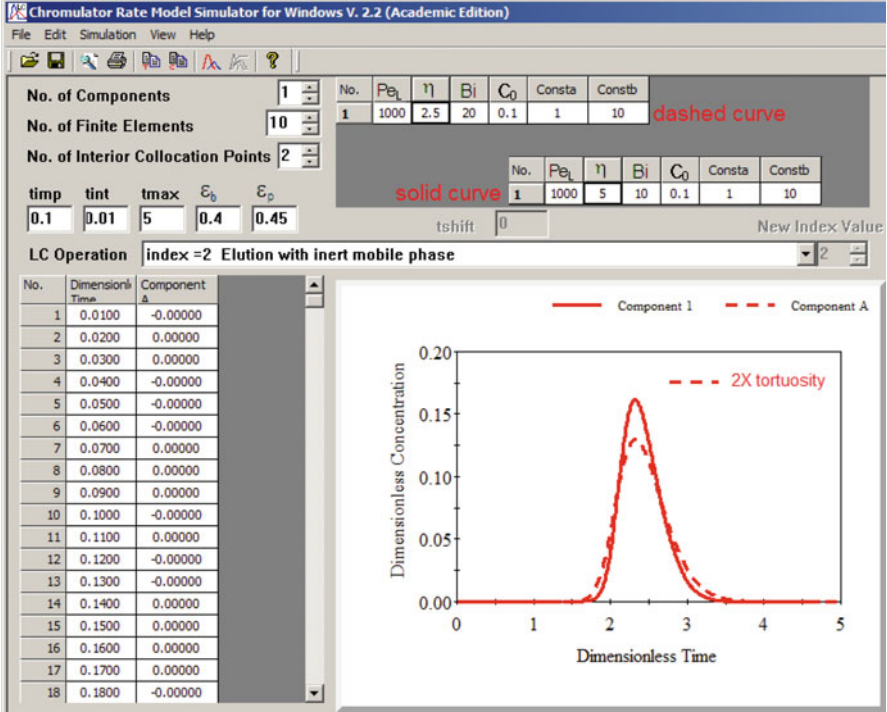 Chromulator Rate Model Simulator for Windows V. 2.2 (Academic Edition)
File Edit Simulation View Help
No. of Components 1
No. of Finite Elements 10
No. of Interior Collocation Points 2
No. PeL η Bi C0 Consta Constb
1 1000 2.5 20 0.1 1 10 dashed curve
No. PeL η Bi C0 Consta Constb
solid curve 1 1000 5 10 0.1 1 10
timp tint tmax εb εp
0.1 0.01 5 0.4 0.45
tshift 0 New Index Value
LC Operation index =2 Elution with inert mobile phase 2
No. Dimensionl Component
Time A
1 0.0100 -0.00000
2 0.0200 0.00000
3 0.0300 0.00000
4 0.0400 -0.00000
5 0.0500 -0.00000
6 0.0600 -0.00000
7 0.0700 0.00000
8 0.0800 0.00000
9 0.0900 0.00000
10 0.1000 -0.00000
11 0.1100 0.00000
12 0.1200 -0.00000
13 0.1300 -0.00000
14 0.1400 0.00000
15 0.1500 0.00000
16 0.1600 0.00000
17 0.1700 0.00000
18 0.1800 -0.00000
Component 1 Component A
2X tortuosity
Dimensionless Concentration
0.20
0.15
0.10
0.05
0.00
0 1 2 3 4 5
Dimensionless Time